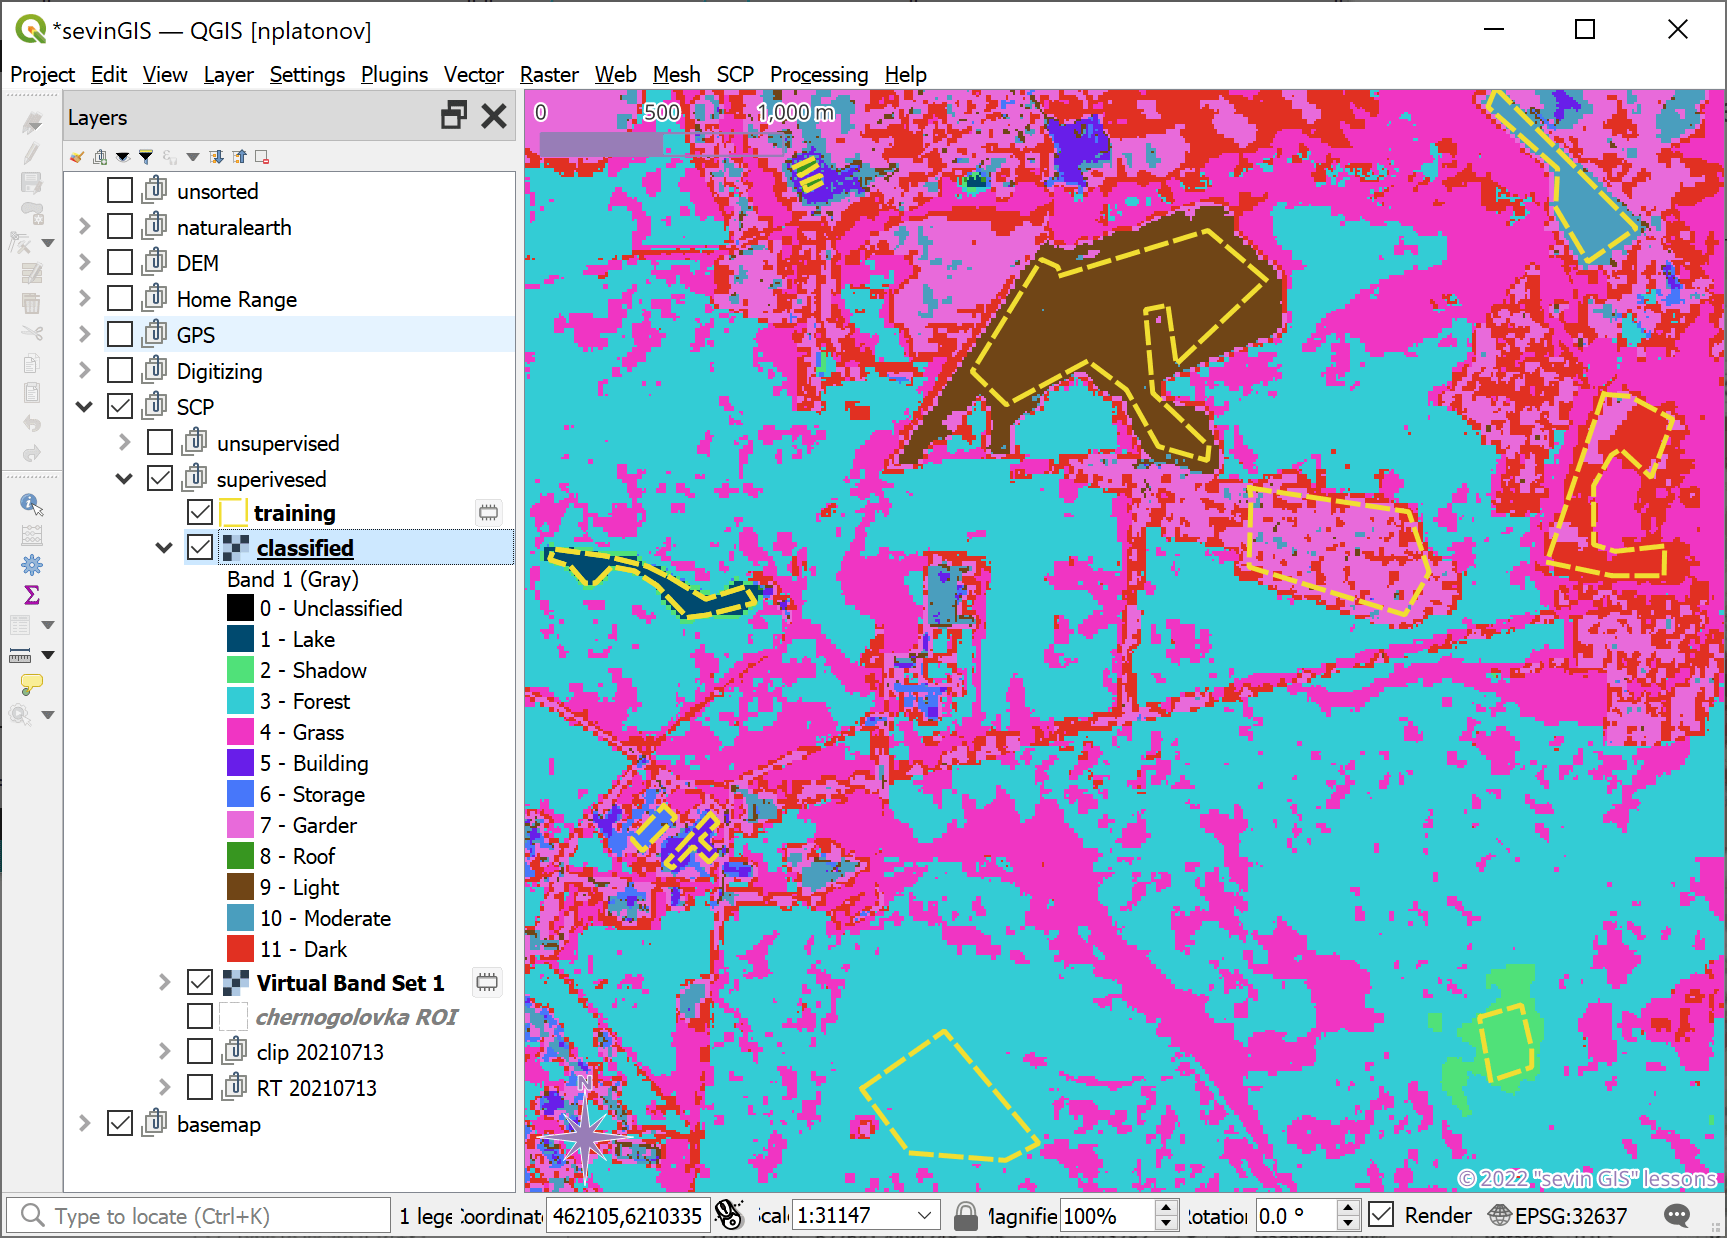 *sevinGIS — QGIS [nplatonov]
Project Edit View Layer Settings Plugins Vector Raster Web Mesh SCP Processing Help
Layers
unsorted
naturalearth
DEM
Home Range
GPS
Digitizing
SCP
unsupervised
superivesed
training
classified
Band 1 (Gray)
0 - Unclassified
1 - Lake
2 - Shadow
3 - Forest
4 - Grass
5 - Building
6 - Storage
7 - Garder
8 - Roof
9 - Light
10 - Moderate
11 - Dark
Virtual Band Set 1
chernogolovka ROI
clip 20210713
RT 20210713
basemap
0 500 1,000 m
N
© 2022 "sevin GIS" lessons
Type to locate (Ctrl+K) 1 lege Coordinate 462105,6210335 Scale 1:31147 Magnifie 100% Rotation 0.0 ° Render EPSG:32637